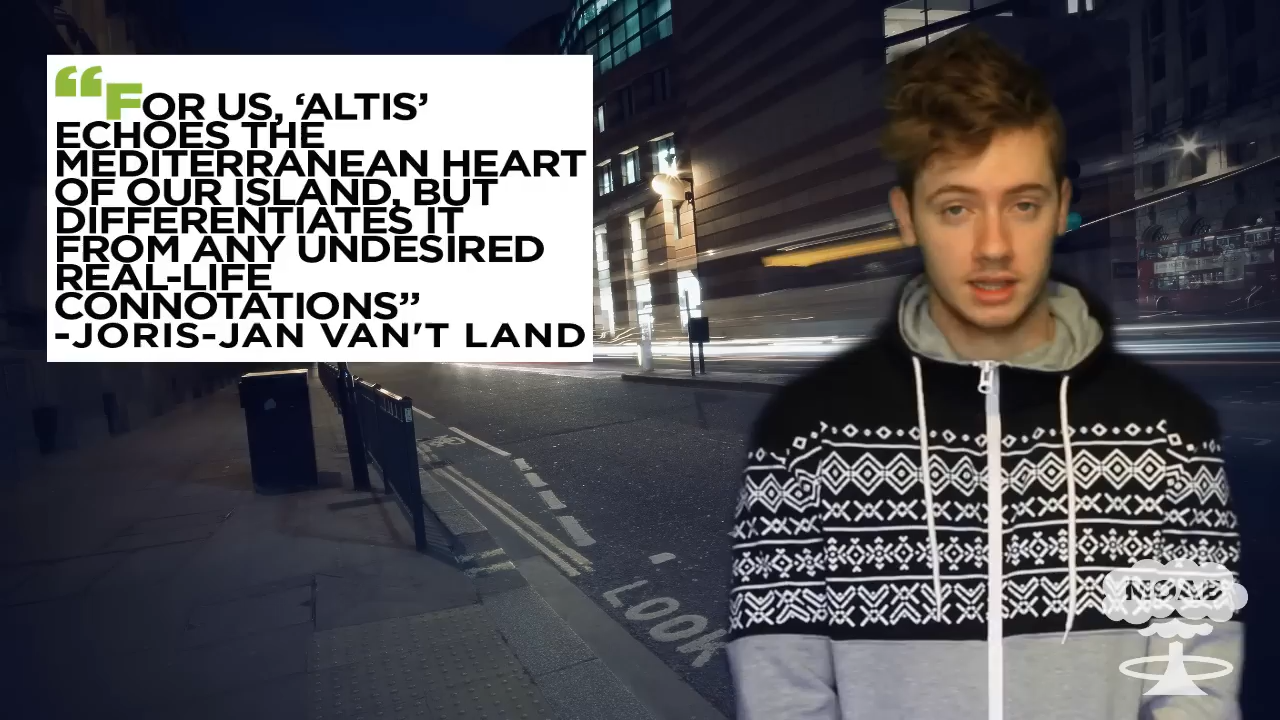 “FOR US, ‘ALTIS’
ECHOES THE
MEDITERRANEAN HEART
OF OUR ISLAND, BUT
DIFFERENTIATES IT
FROM ANY UNDESIRED
REAL-LIFE
CONNOTATIONS”
-JORIS-JAN VAN'T LAND
LOOK